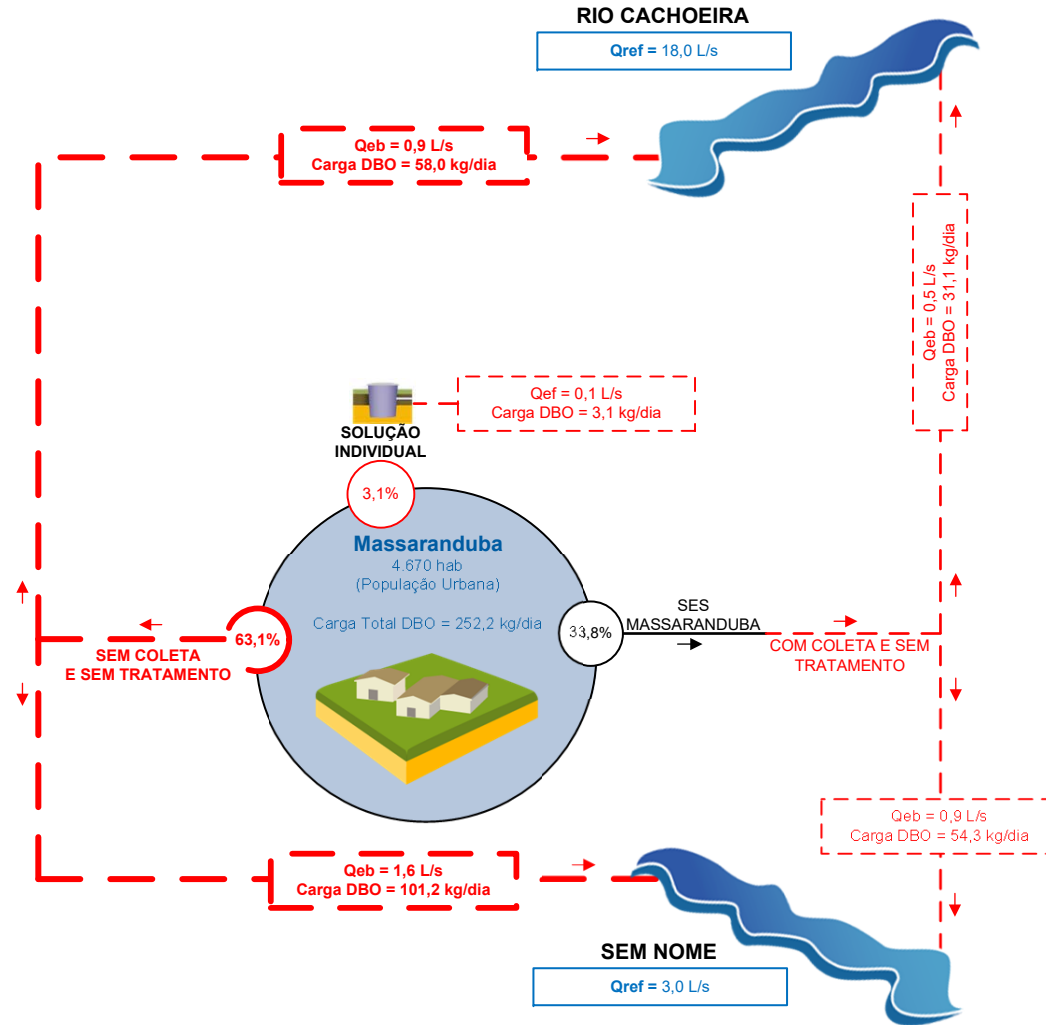 RIO CACHOEIRA
Qref = 18,0 L/s
Qeb = 0,9 L/s
Carga DBO = 58,0 kg/dia
Qeb = 0,5 L/s
Carga DBO = 31,1 kg/dia
Qef = 0,1 L/s
Carga DBO = 3,1 kg/dia
SOLUÇÃO
INDIVIDUAL
3,1%
Massaranduba
4.670 hab
(População Urbana)
Carga Total DBO = 252,2 kg/dia
63,1%
SEM COLETA
E SEM TRATAMENTO
33,8%
SES
MASSARANDUBA
COM COLETA E SEM
TRATAMENTO
Qeb = 0,9 L/s
Carga DBO = 54,3 kg/dia
Qeb = 1,6 L/s
Carga DBO = 101,2 kg/dia
SEM NOME
Qref = 3,0 L/s